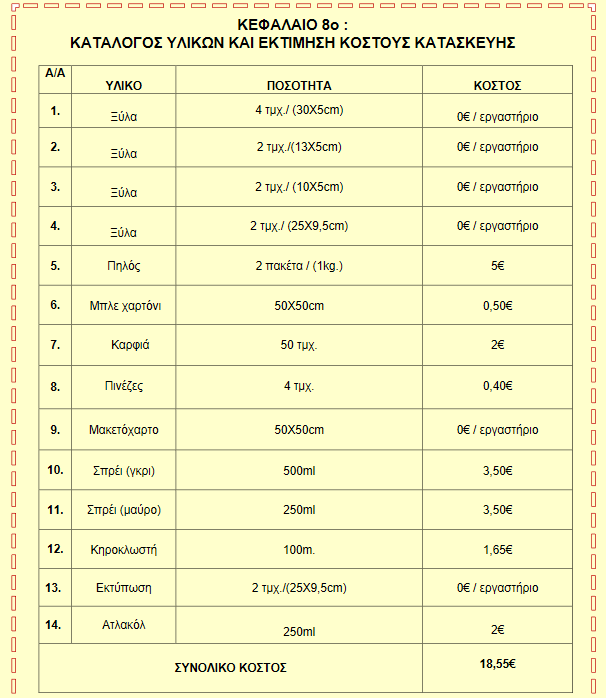 ΚΕΦΑΛΑΙΟ 8ο :
ΚΑΤΑΛΟΓΟΣ ΥΛΙΚΩΝ ΚΑΙ ΕΚΤΙΜΗΣΗ ΚΟΣΤΟΥΣ ΚΑΤΑΣΚΕΥΗΣ
Α/Α ΥΛΙΚΟ ΠΟΣΟΤΗΤΑ ΚΟΣΤΟΣ
1. Ξύλα 4 τμχ./ (30Χ5cm) 0€ / εργαστήριο
2. Ξύλα 2 τμχ./(13Χ5cm) 0€ / εργαστήριο
3. Ξύλα 2 τμχ./ (10Χ5cm) 0€ / εργαστήριο
4. Ξύλα 2 τμχ./ (25Χ9,5cm) 0€ / εργαστήριο
5. Πηλός 2 πακέτα / (1kg.) 5€
6. Μπλε χαρτόνι 50Χ50cm 0,50€
7. Καρφιά 50 τμχ. 2€
8. Πινέζες 4 τμχ. 0,40€
9. Μακετόχαρτο 50Χ50cm 0€ / εργαστήριο
10. Σπρέι (γκρι) 500ml 3,50€
11. Σπρέι (μαύρο) 250ml 3,50€
12. Κηροκλωστή 100m. 1,65€
13. Εκτύπωση 2 τμχ./(25Χ9,5cm) 0€ / εργαστήριο
14. Ατλακόλ 250ml 2€
ΣΥΝΟΛΙΚΟ ΚΟΣΤΟΣ 18,55€